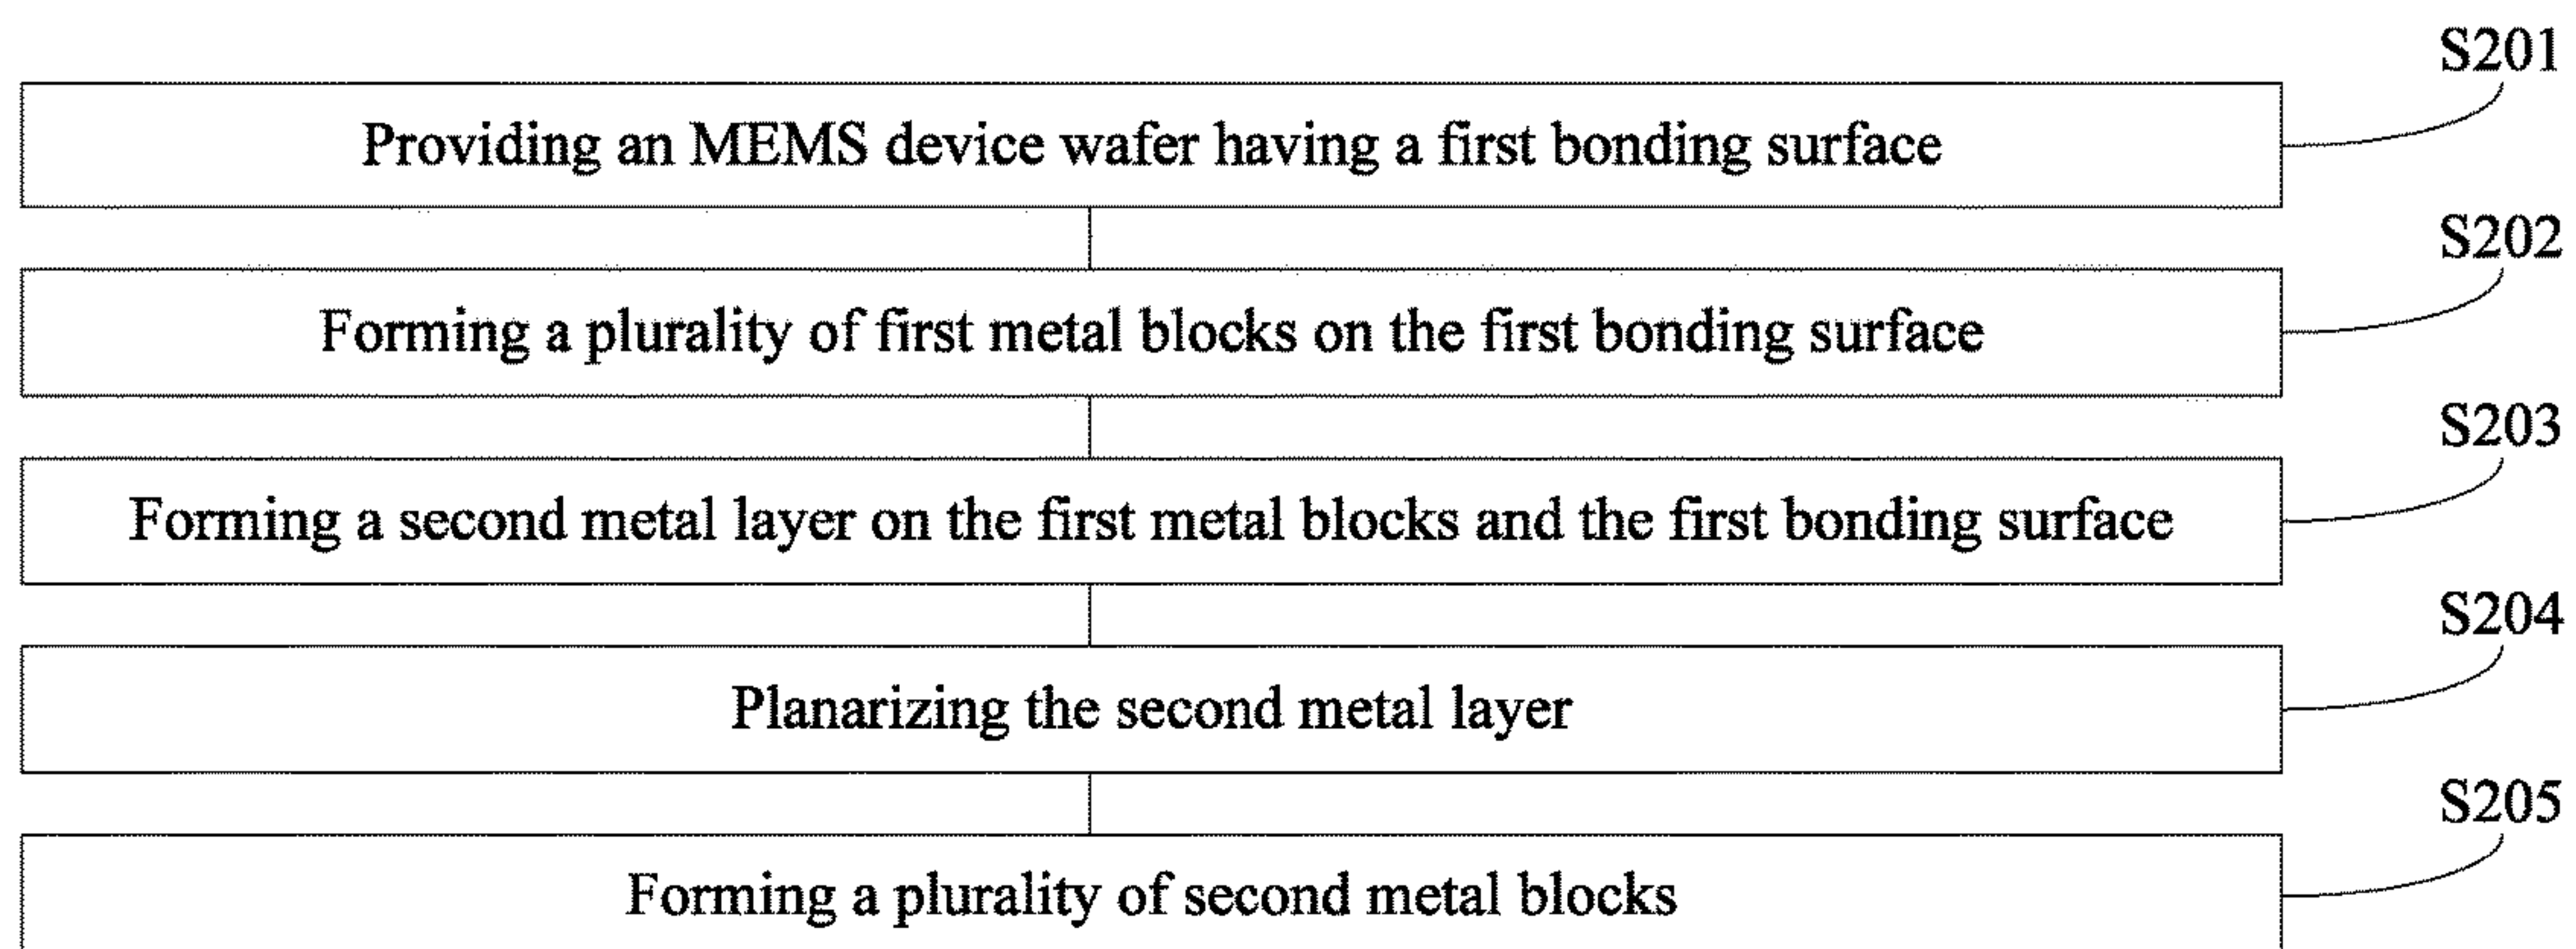 S201
Providing an MEMS device wafer having a first bonding surface
S202
Forming a plurality of first metal blocks on the first bonding surface
S203
Forming a second metal layer on the first metal blocks and the first bonding surface
S204
Planarizing the second metal layer
S205
Forming a plurality of second metal blocks